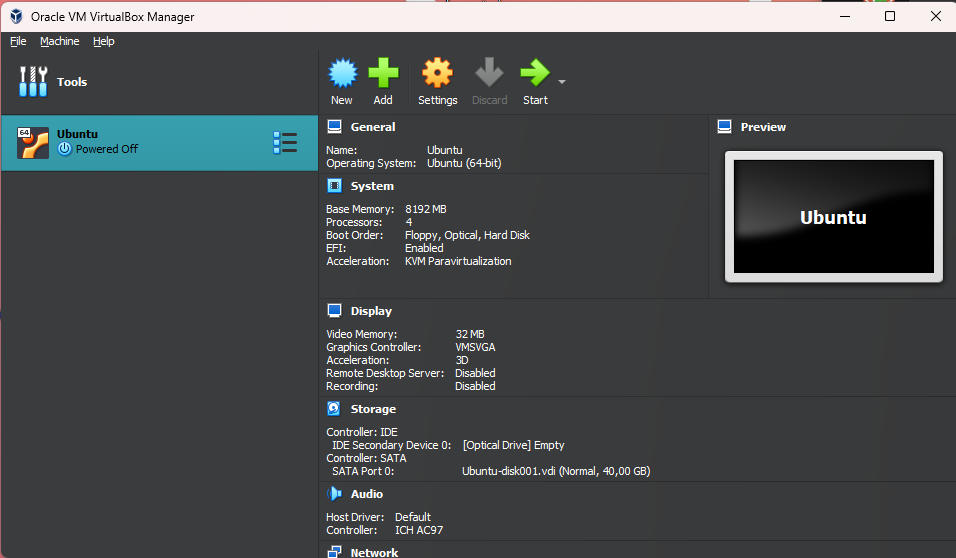 Oracle VM VirtualBox Manager
File Machine Help
Tools
New Add Settings Discard Start
64
Ubuntu
Powered Off
General
Name: Ubuntu
Operating System: Ubuntu (64-bit)
Preview
Ubuntu
System
Base Memory: 8192 MB
Processors: 4
Boot Order: Floppy, Optical, Hard Disk
EFI: Enabled
Acceleration: KVM Paravirtualization
Display
Video Memory: 32 MB
Graphics Controller: VMSVGA
Acceleration: 3D
Remote Desktop Server: Disabled
Recording: Disabled
Storage
Controller: IDE
IDE Secondary Device 0: [Optical Drive] Empty
Controller: SATA
SATA Port 0: Ubuntu-disk001.vdi (Normal, 40,00 GB)
Audio
Host Driver: Default
Controller: ICH AC97
Network